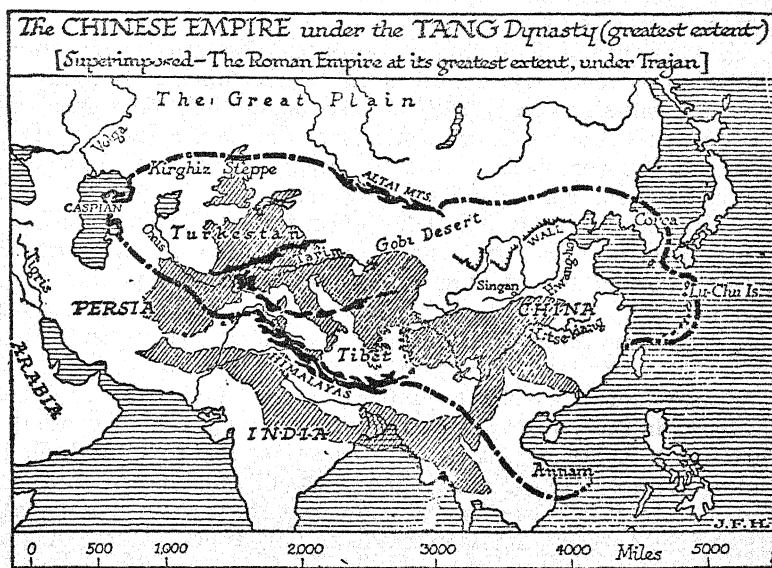 The CHINESE EMPIRE under the TANG Dynasty (greatest extent)
[Superimposed – The Roman Empire at its greatest extent, under Trajan]
The Great Plain
Volga
Kirghiz Steppe
ALTAI MTS.
CASPIAN
Oxus
Turkestan
Tarim
Gobi Desert
WALL
Corea
Tigris
Singan
Hwang-ho
Lu-Chu Is.
PERSIA
CHINA
Tibet
HIMALAYAS
ARABIA
INDIA
Annam
J.F.H.
0 500 1,000 2,000 3000 4000 Miles 5000